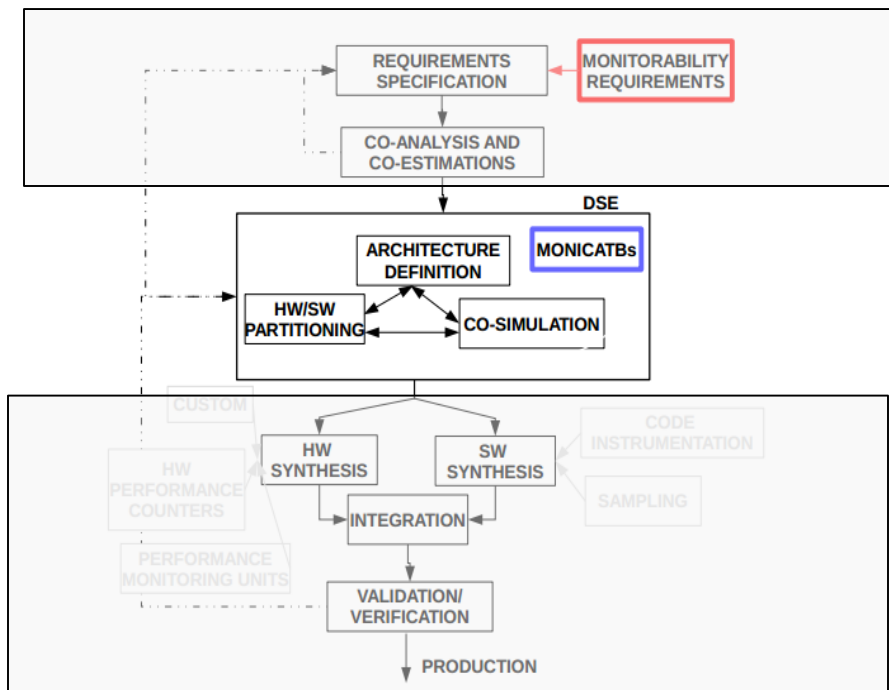 REQUIREMENTS
SPECIFICATION
MONITORABILITY
REQUIREMENTS
CO-ANALYSIS AND
CO-ESTIMATIONS
DSE
ARCHITECTURE
DEFINITION
MONICATBs
HW/SW
PARTITIONING
CO-SIMULATION
CUSTOM
HW
SYNTHESIS
SW
SYNTHESIS
CODE
INSTRUMENTATION
HW
PERFORMANCE
COUNTERS
SAMPLING
INTEGRATION
PERFORMANCE
MONITORING UNITS
VALIDATION/
VERIFICATION
PRODUCTION